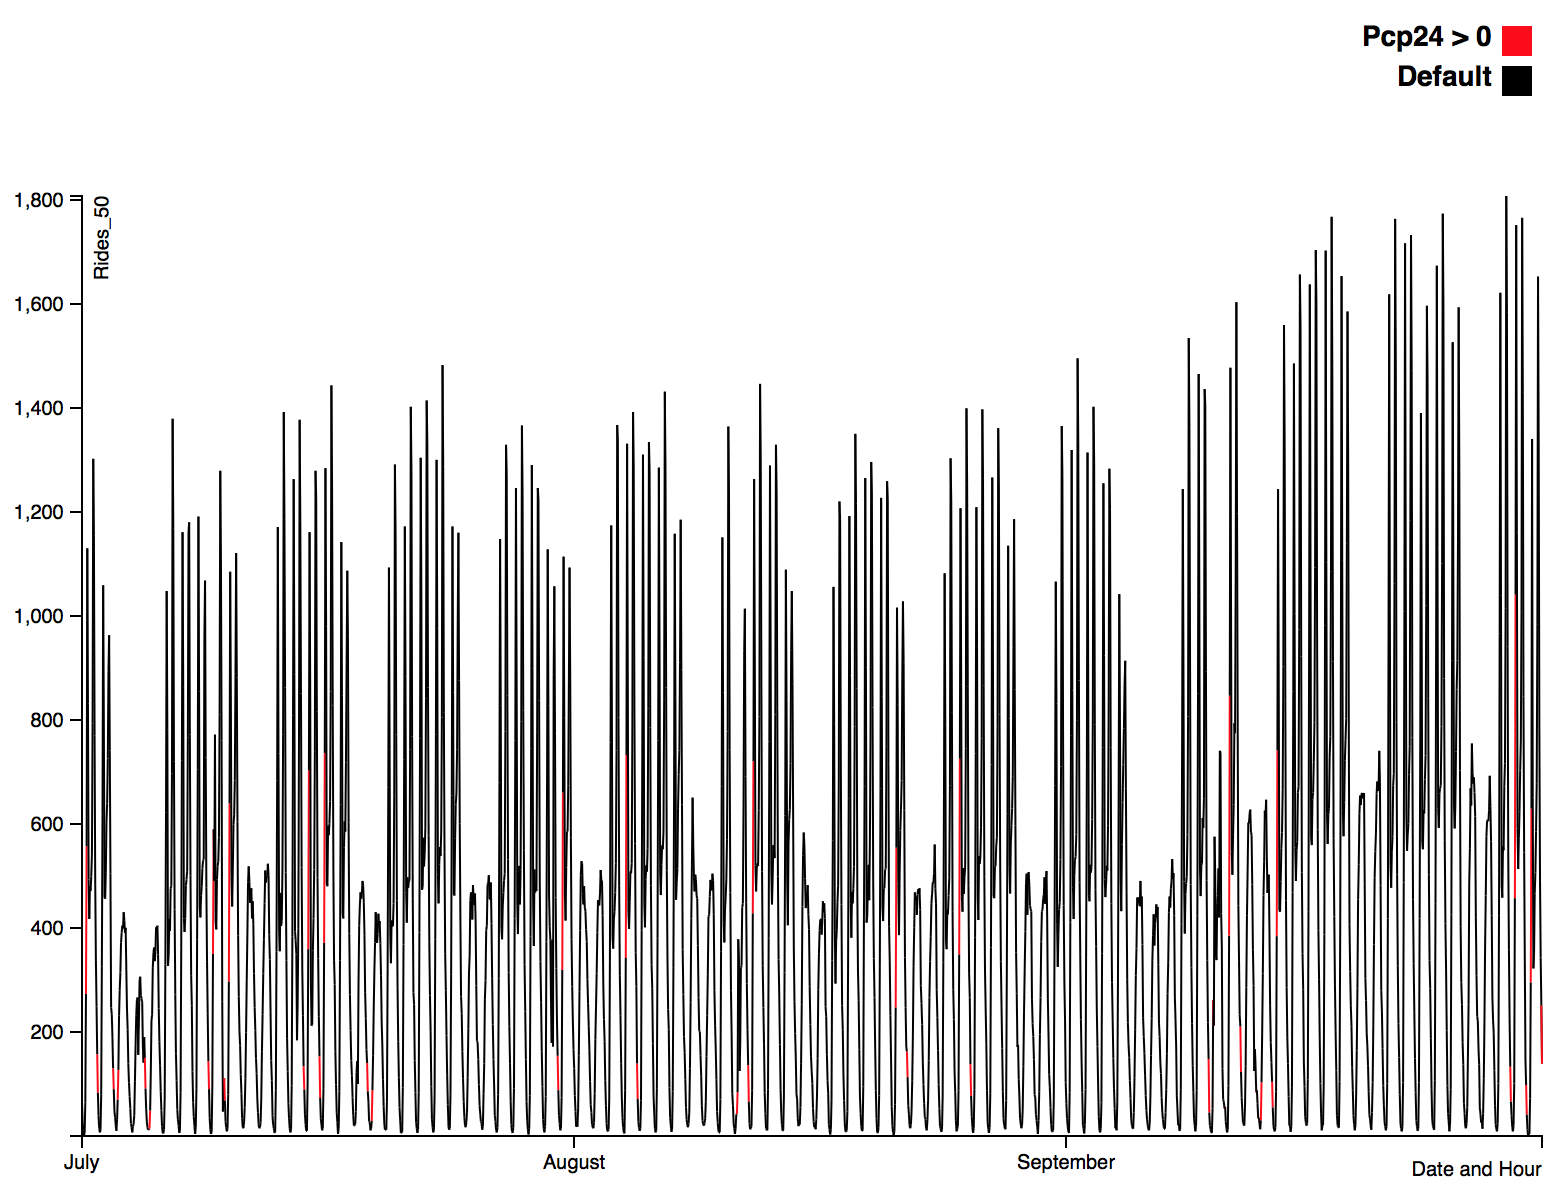 Pcp24 > 0
Default
1,800
Rides_50
1,600
1,400
1,200
1,000
800
600
400
200
July
August
September
Date and Hour